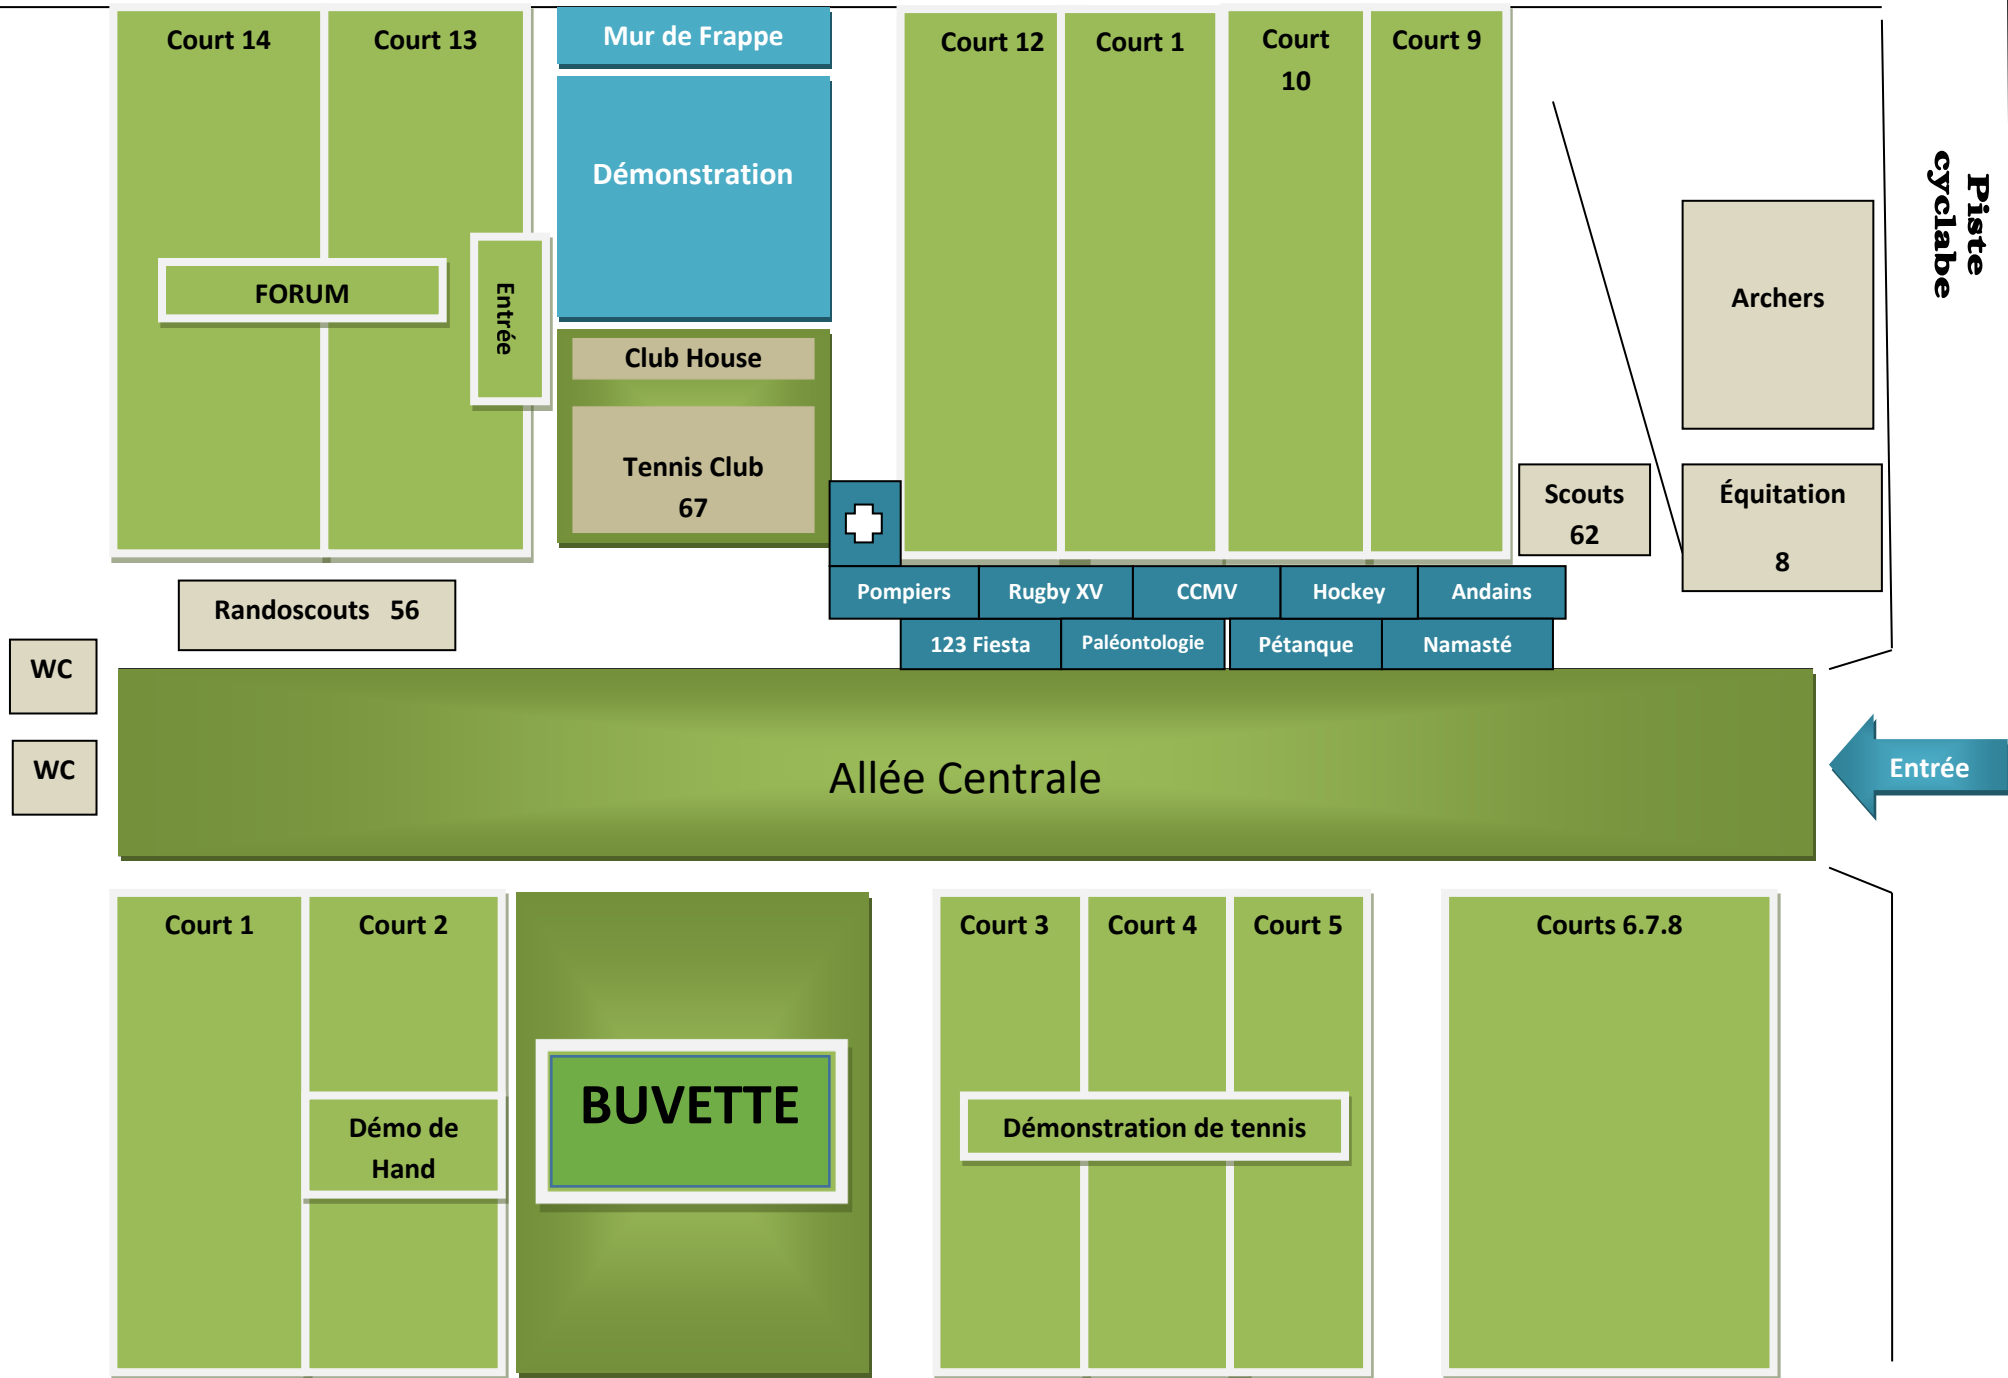 Court 14
Court 13
Mur de Frappe
Court 12
Court 1
Court
10
Court 9
Démonstration
Piste
cyclabe
FORUM
Entrée
Archers
Club House
Tennis Club
67
Scouts
62
Équitation
8
Pompiers
Rugby XV
CCMV
Hockey
Andains
Randoscouts 56
123 Fiesta
Paléontologie
Pétanque
Namasté
WC
WC
Allée Centrale
Entrée
Court 1
Court 2
Court 3
Court 4
Court 5
Courts 6.7.8
BUVETTE
Démo de
Hand
Démonstration de tennis